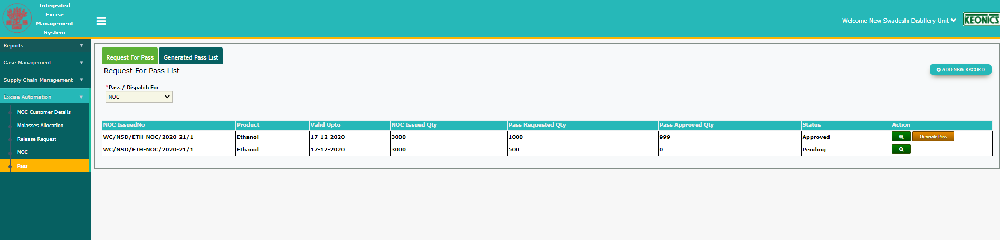 Integrated
Excise
Management
System
Welcome New Swadeshi Distillery Unit
KEONICS
Reports
Case Management
Supply Chain Management
Excise Automation
NOC Customer Details
Molasses Allocation
Release Request
NOC
Pass
Request For Pass Generated Pass List
Request For Pass List
ADD NEW RECORD
*Pass / Dispatch For
NOC
NOC IssuedNo Product Valid Upto NOC Issued Qty Pass Requested Qty Pass Approved Qty Status Action
WC/NSD/ETH-NOC/2020-21/1 Ethanol 17-12-2020 3000 1000 999 Approved Generate Pass
WC/NSD/ETH-NOC/2020-21/1 Ethanol 17-12-2020 3000 500 0 Pending